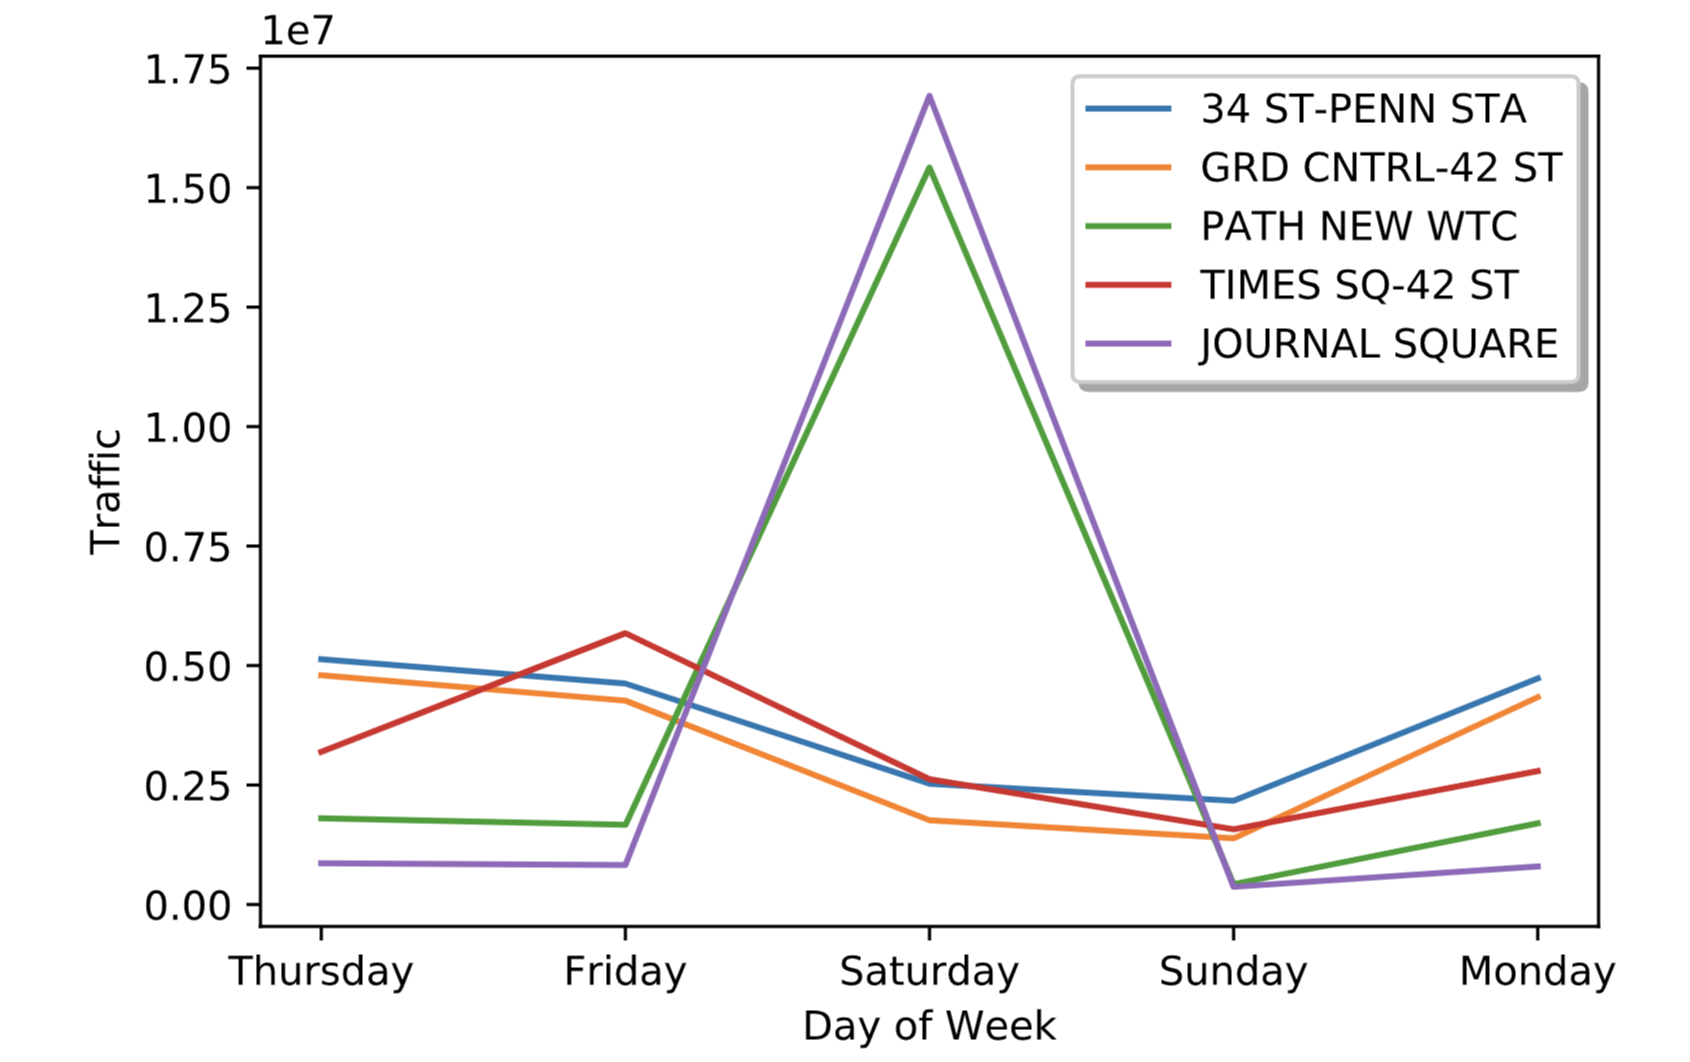 1e7
1.75
1.50
1.25
1.00
0.75
0.50
0.25
0.00
Traffic
34 ST-PENN STA
GRD CNTRL-42 ST
PATH NEW WTC
TIMES SQ-42 ST
JOURNAL SQUARE
Thursday Friday Saturday Sunday Monday
Day of Week